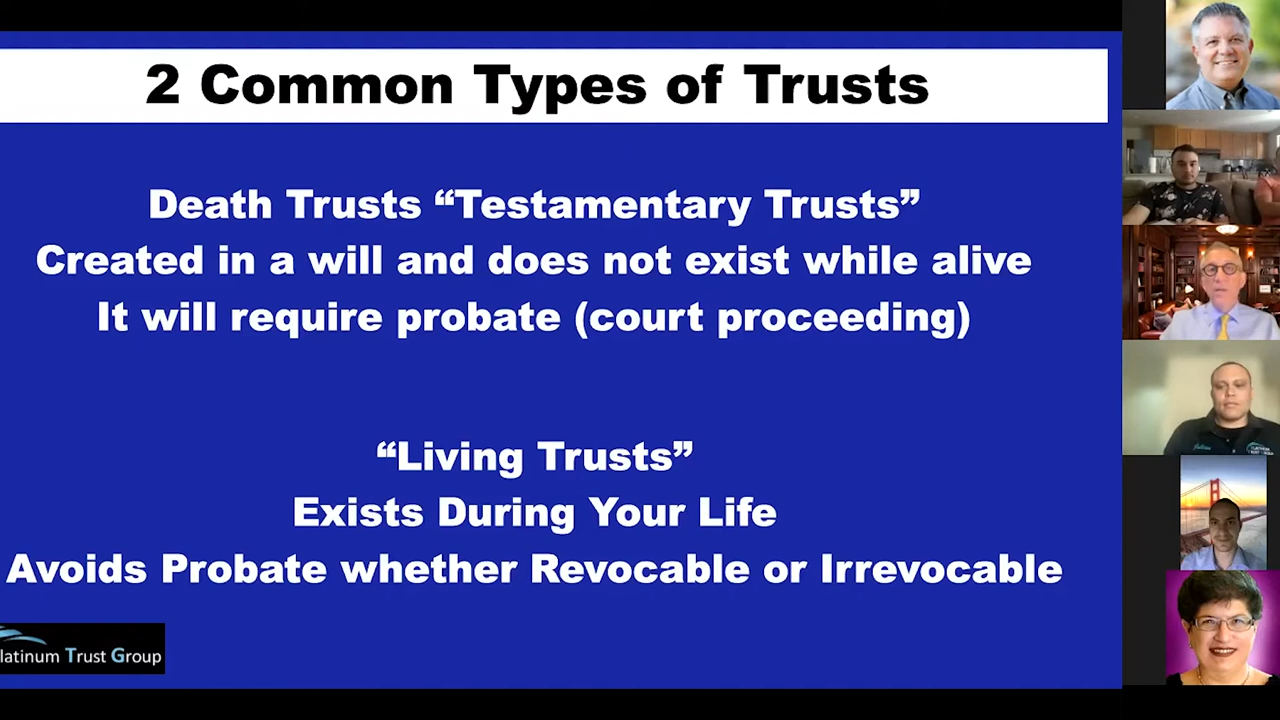 2 Common Types of Trusts
Death Trusts “Testamentary Trusts”
Created in a will and does not exist while alive
It will require probate (court proceeding)
“Living Trusts”
Exists During Your Life
Avoids Probate whether Revocable or Irrevocable
latinum Trust Group